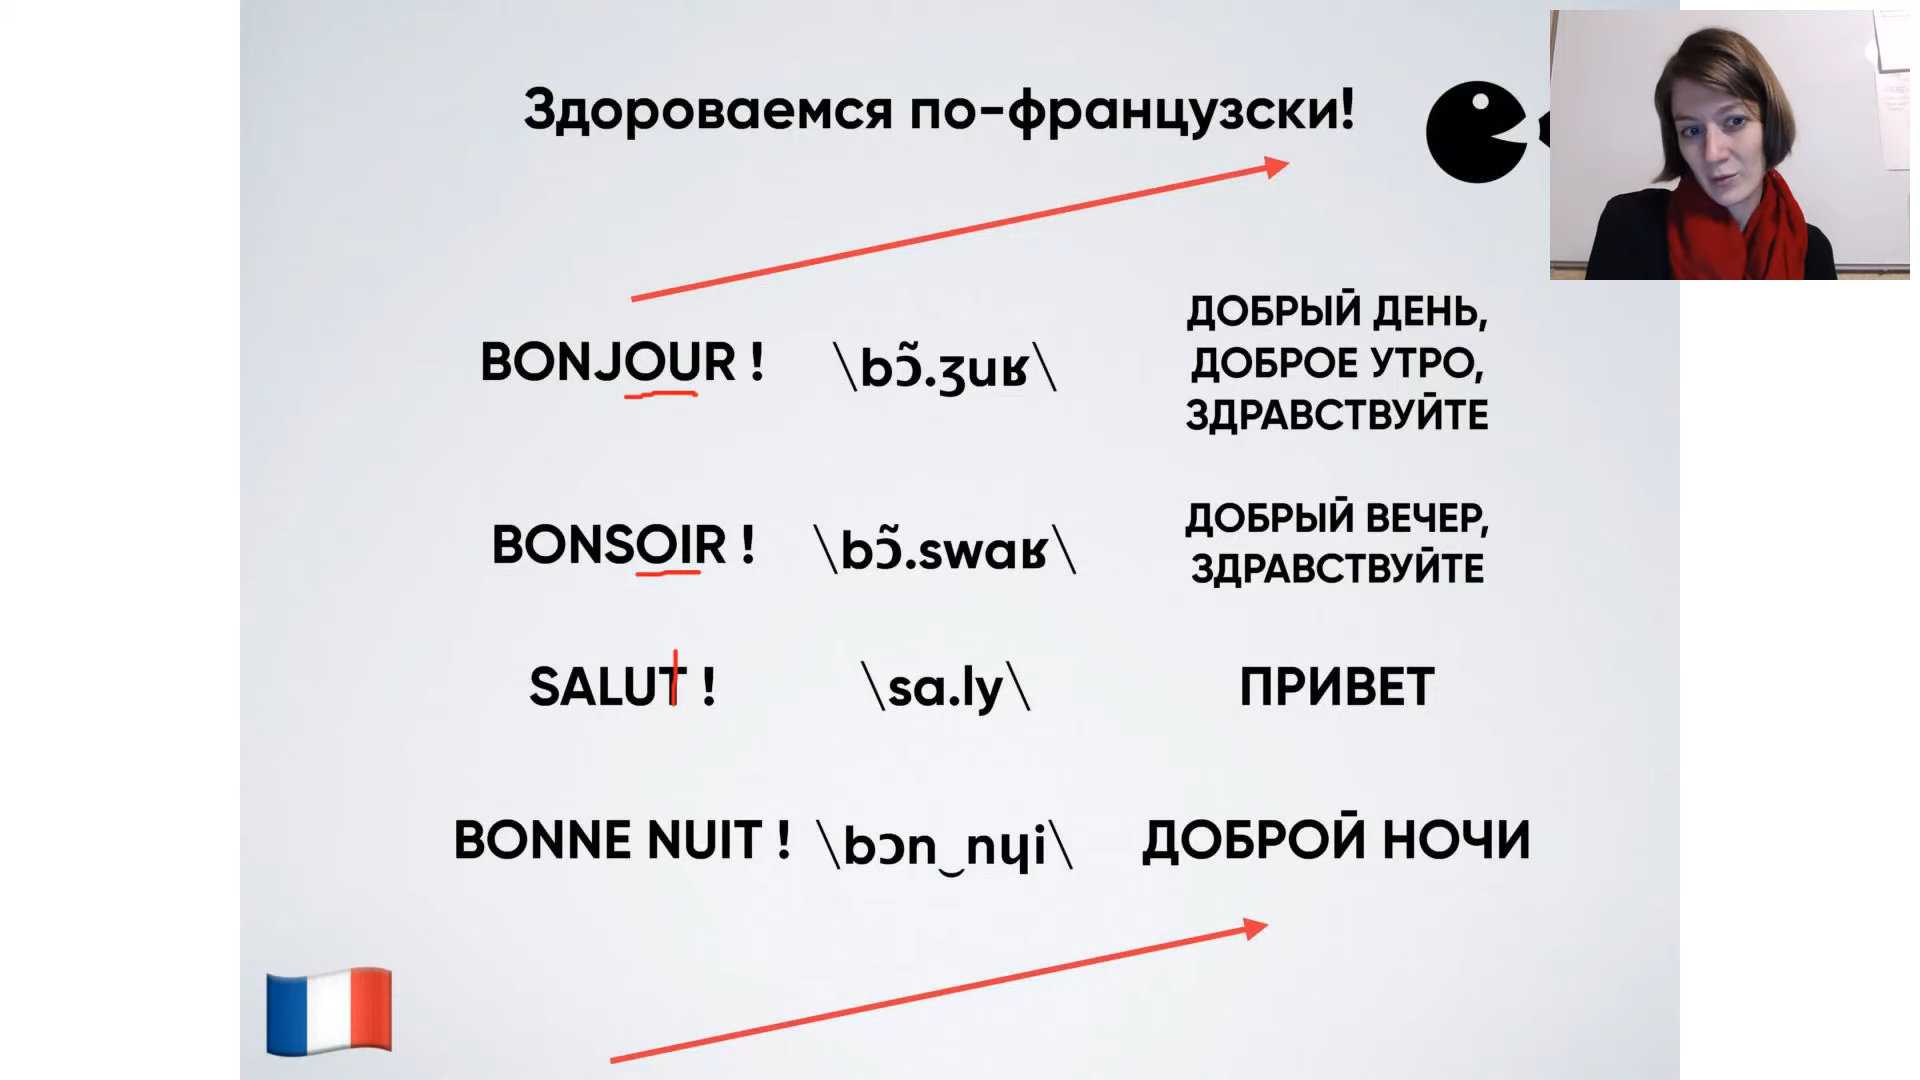 Здороваемся по-французски!
BONJOUR ! \bɔ̃.ʒuʁ\ ДОБРЫЙ ДЕНЬ,
ДОБРОЕ УТРО,
ЗДРАВСТВУЙТЕ
BONSOIR ! \bɔ̃.swaʁ\ ДОБРЫЙ ВЕЧЕР,
ЗДРАВСТВУЙТЕ
SALUT ! \sa.ly\ ПРИВЕТ
BONNE NUIT ! \bɔn‿nɥi\ ДОБРОЙ НОЧИ